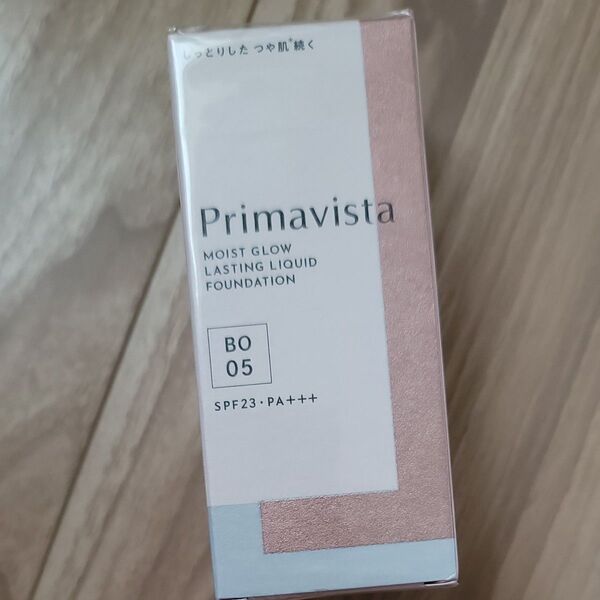 しっとりした つや肌*続く
Primavista
MOIST GLOW
LASTING LIQUID
FOUNDATION
BO
05
SPF23・PA+++